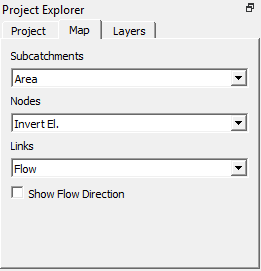 Project Explorer
Project Map Layers
Subcatchments
Area
Nodes
Invert El.
Links
Flow
Show Flow Direction